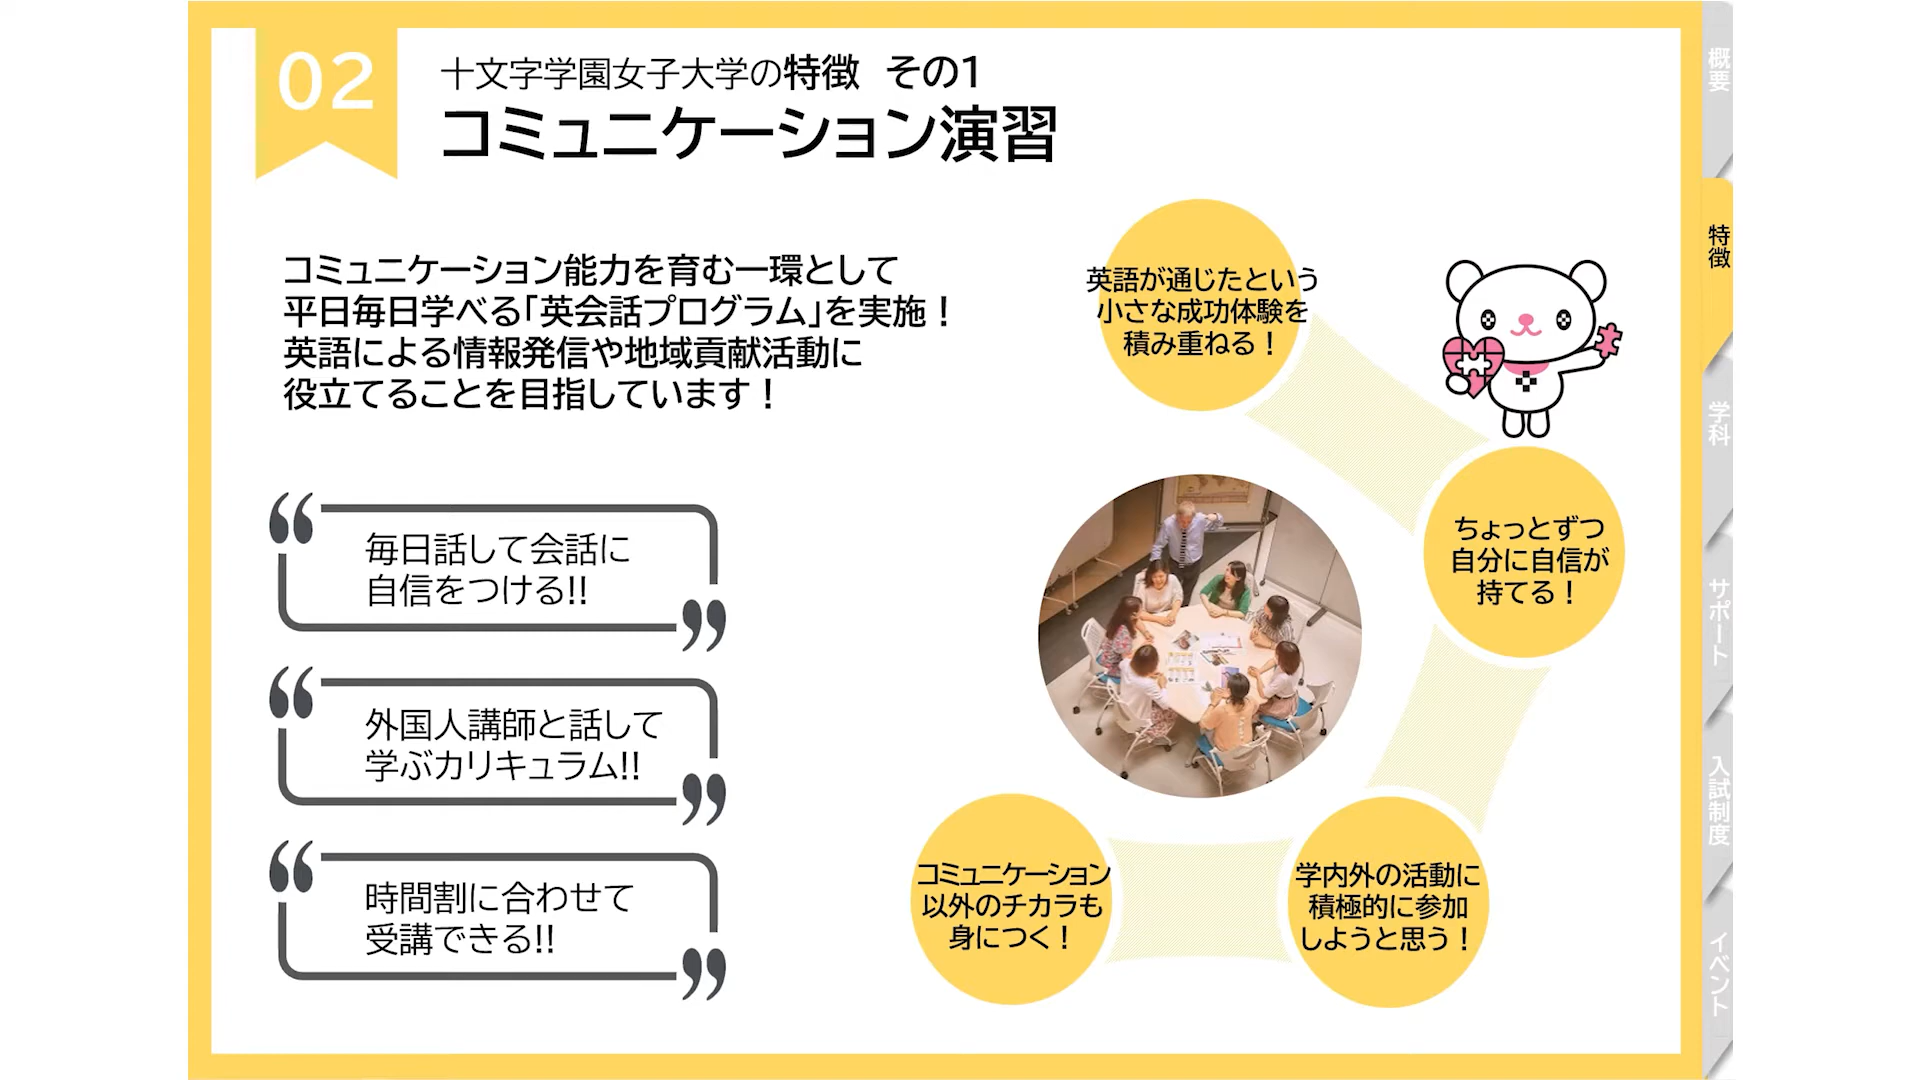 02
十文字学園女子大学の特徴 その1
コミュニケーション演習
コミュニケーション能力を育む一環として
平日毎日学べる「英会話プログラム」を実施！
英語による情報発信や地域貢献活動に
役立てることを目指しています！
毎日話して会話に
自信をつける!!
外国人講師と話して
学ぶカリキュラム!!
時間割に合わせて
受講できる!!
英語が通じたという
小さな成功体験を
積み重ねる！
ちょっとずつ
自分に自信が
持てる！
学内外の活動に
積極的に参加
しようと思う！
コミュニケーション
以外のチカラも
身につく！
概要
特徴
学科
サポート
入試制度
イベント